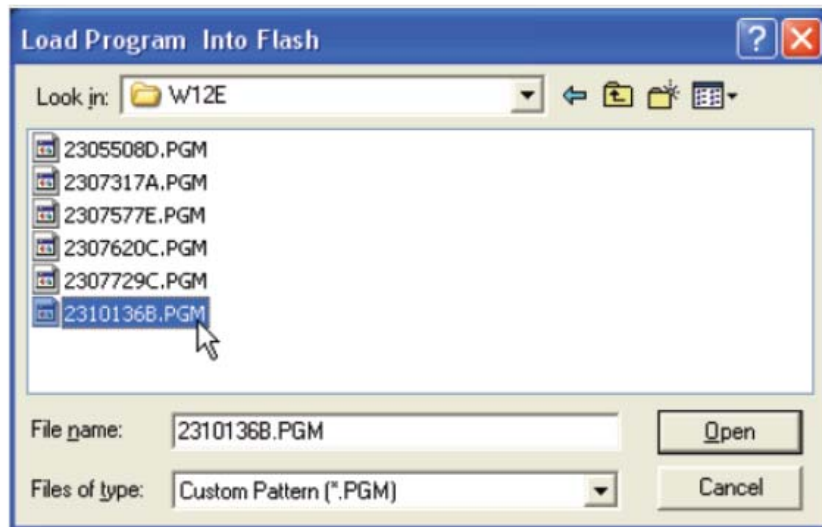 Load Program Into Flash
Look in: W12E
2305508D.PGM
2307317A.PGM
2307577E.PGM
2307620C.PGM
2307729C.PGM
2310136B.PGM
File name: 2310136B.PGM Open
Files of type: Custom Pattern (*.PGM) Cancel